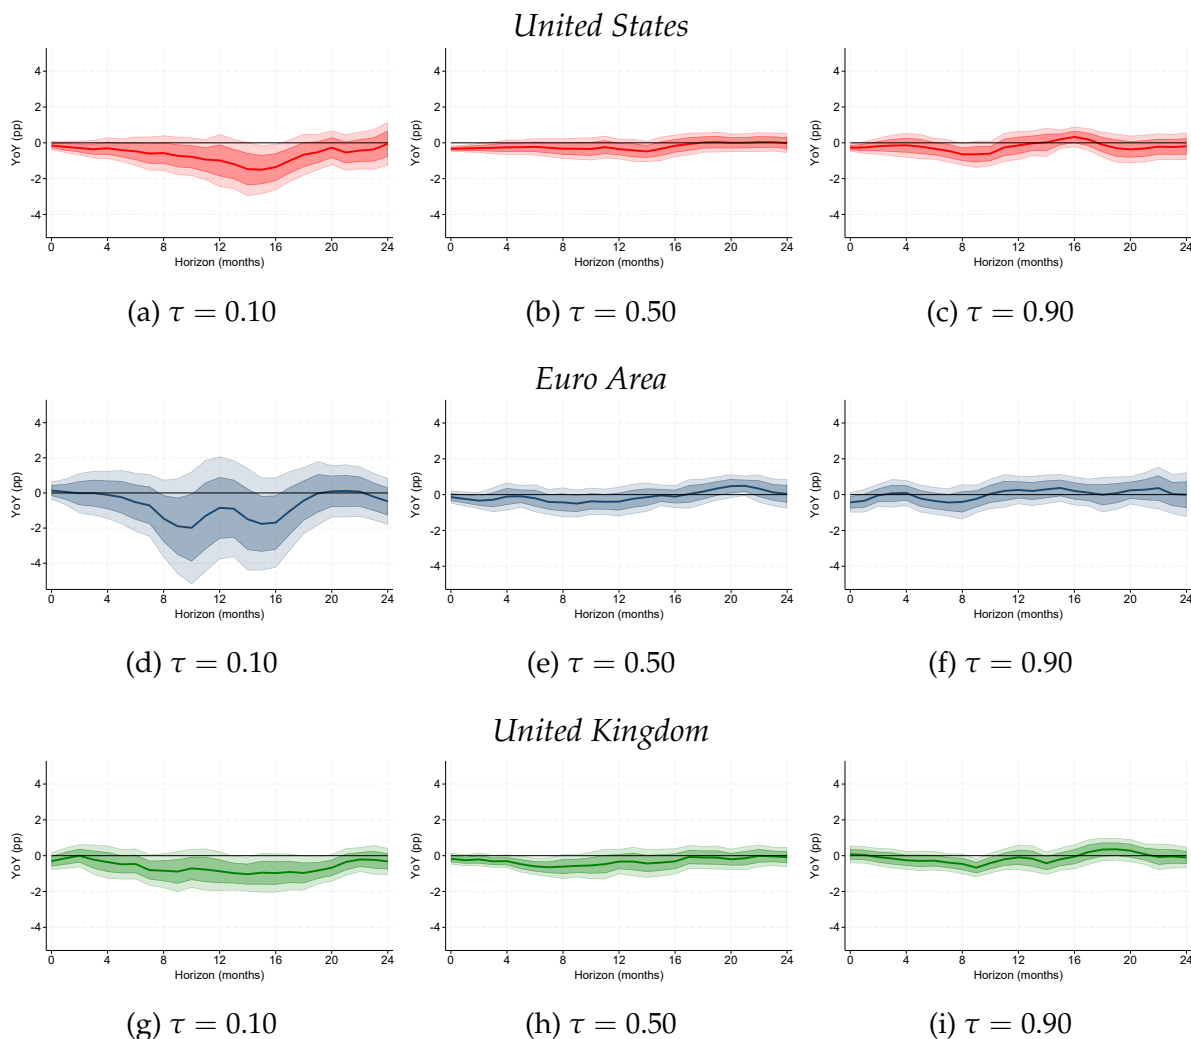 United States
YoY (pp)
4
2
0
-2
-4
0 4 8 12 16 20 24
Horizon (months)
YoY (pp)
4
2
0
-2
-4
0 4 8 12 16 20 24
Horizon (months)
YoY (pp)
4
2
0
-2
-4
0 4 8 12 16 20 24
Horizon (months)
(a) τ = 0.10
(b) τ = 0.50
(c) τ = 0.90
Euro Area
YoY (pp)
4
2
0
-2
-4
0 4 8 12 16 20 24
Horizon (months)
YoY (pp)
4
2
0
-2
-4
0 4 8 12 16 20 24
Horizon (months)
YoY (pp)
4
2
0
-2
-4
0 4 8 12 16 20 24
Horizon (months)
(d) τ = 0.10
(e) τ = 0.50
(f) τ = 0.90
United Kingdom
YoY (pp)
4
2
0
-2
-4
0 4 8 12 16 20 24
Horizon (months)
YoY (pp)
4
2
0
-2
-4
0 4 8 12 16 20 24
Horizon (months)
YoY (pp)
4
2
0
-2
-4
0 4 8 12 16 20 24
Horizon (months)
(g) τ = 0.10
(h) τ = 0.50
(i) τ = 0.90